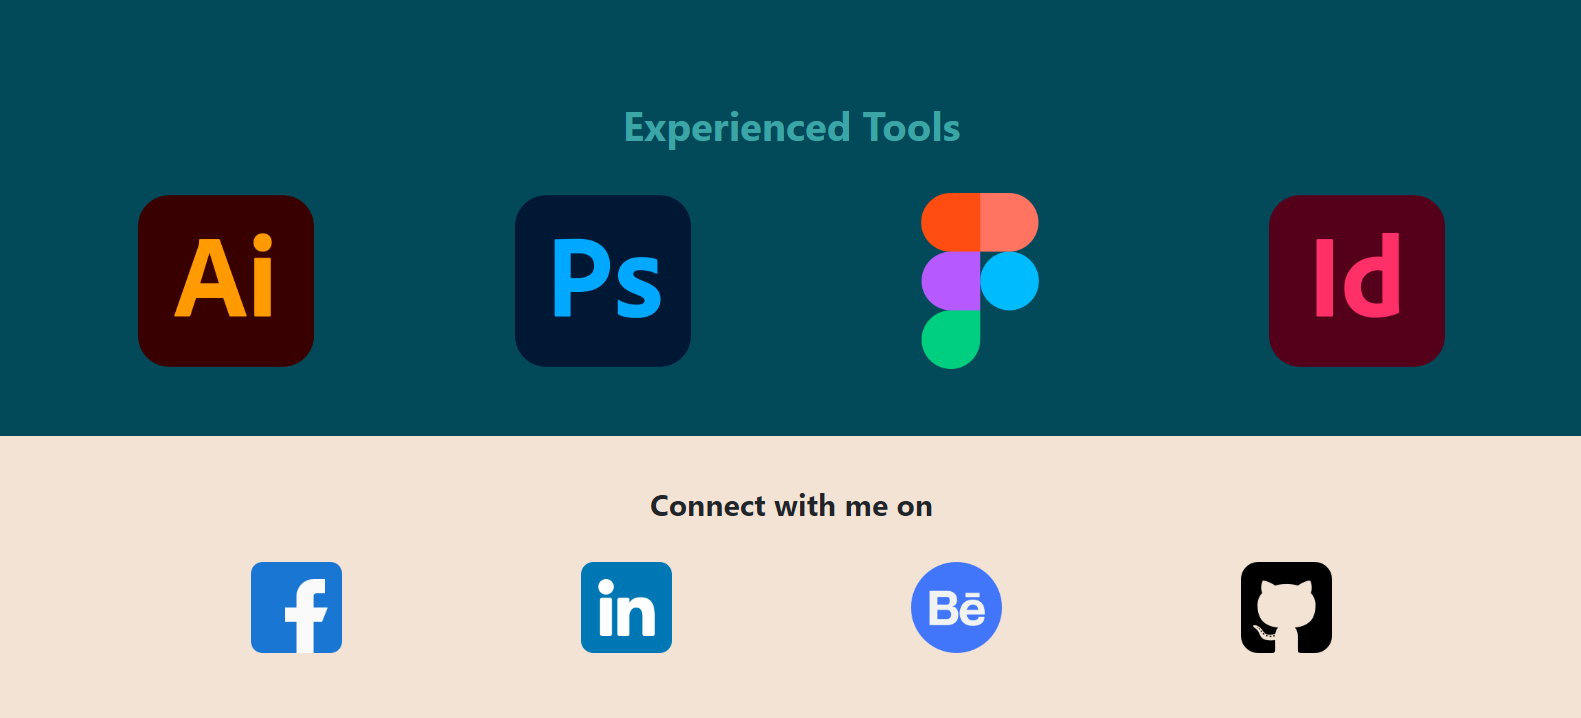 Experienced Tools
Ai Ps Id
Connect with me on
f in Bē